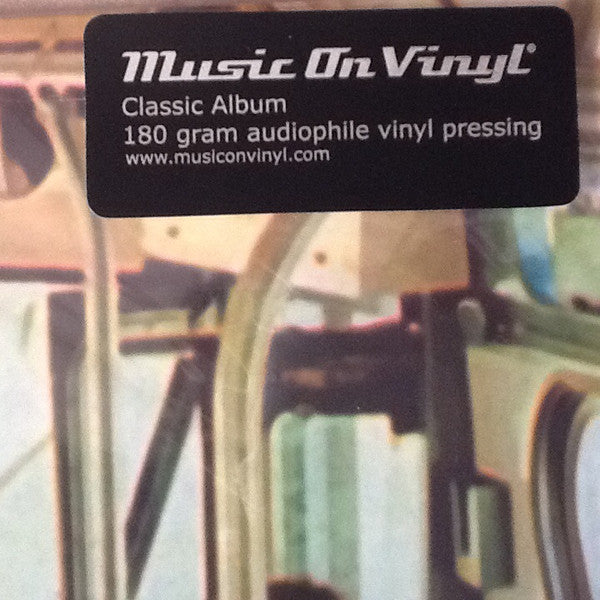 Music On Vinyl®
Classic Album
180 gram audiophile vinyl pressing
www.musiconvinyl.com